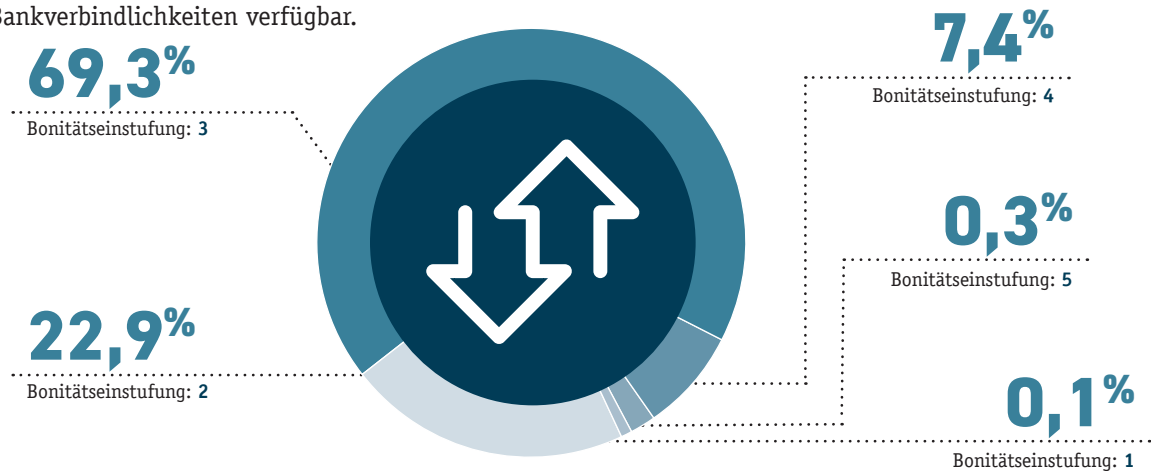 Bankverbindlichkeiten verfügbar.
69,3%
Bonitätseinstufung: 3
22,9%
Bonitätseinstufung: 2
7,4%
Bonitätseinstufung: 4
0,3%
Bonitätseinstufung: 5
0,1%
Bonitätseinstufung: 1